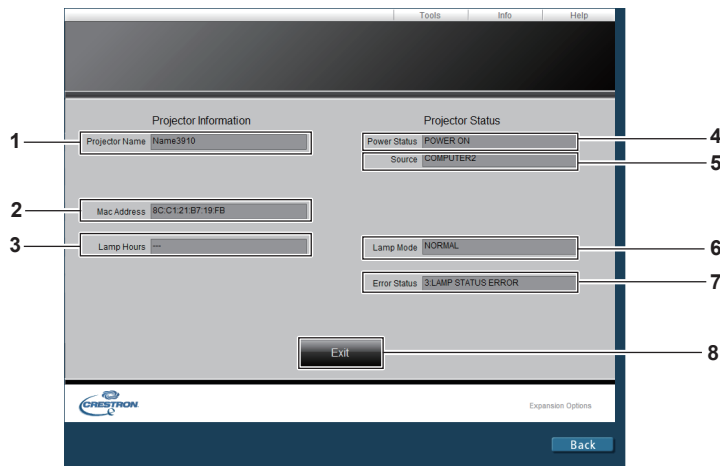 Tools Info Help
Projector Information
Projector Status
1 Projector Name Name3910
Power Status POWER ON 4
Source COMPUTER2 5
2 Mac Address 8C:C1:21:B7:19:FB
3 Lamp Hours ---
Lamp Mode NORMAL 6
Error Status 3:LAMP STATUS ERROR 7
Exit 8
CRESTRON
Expansion Options
Back